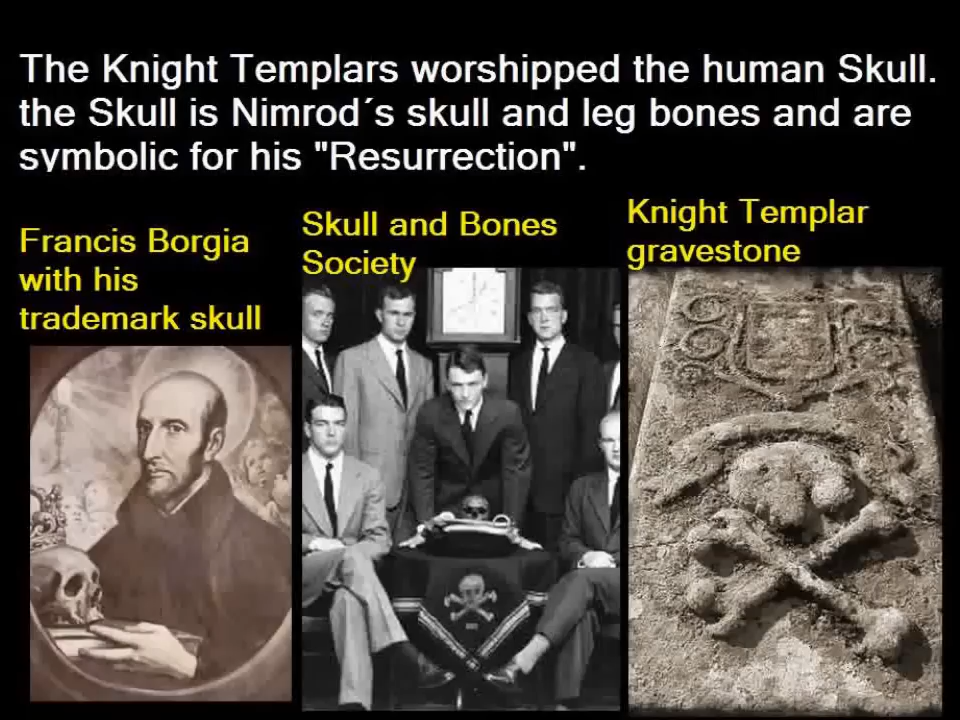 The Knight Templars worshipped the human Skull.
the Skull is Nimrod´s skull and leg bones and are
symbolic for his "Resurrection".
Francis Borgia
with his
trademark skull
Skull and Bones
Society
Knight Templar
gravestone